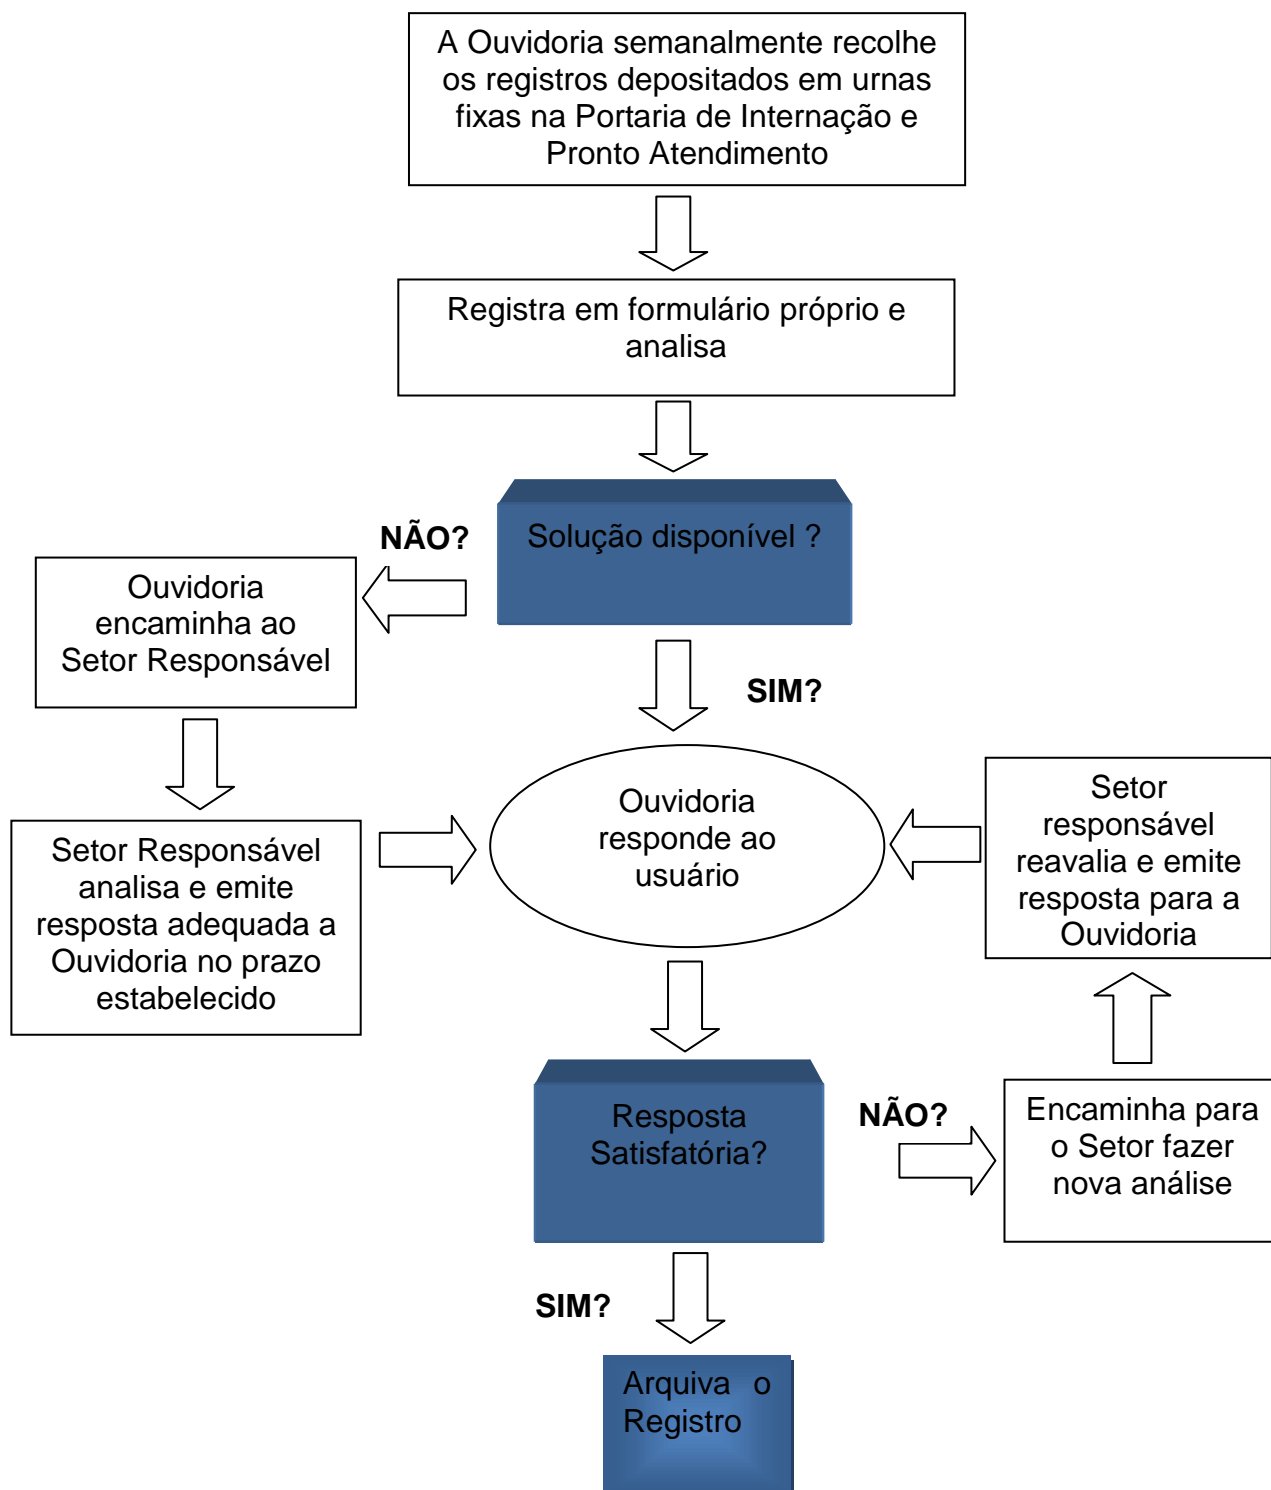 A Ouvidoria semanalmente recolhe
os registros depositados em urnas
fixas na Portaria de Internação e
Pronto Atendimento
Registra em formulário próprio e
analisa
Solução disponível ?
NÃO?
Ouvidoria
encaminha ao
Setor Responsável
SIM?
Setor Responsável
analisa e emite
resposta adequada a
Ouvidoria no prazo
estabelecido
Ouvidoria
responde ao
usuário
Setor
responsável
reavalia e emite
resposta para a
Ouvidoria
Resposta
Satisfatória?
NÃO?
Encaminha para
o Setor fazer
nova análise
SIM?
Arquiva o
Registro